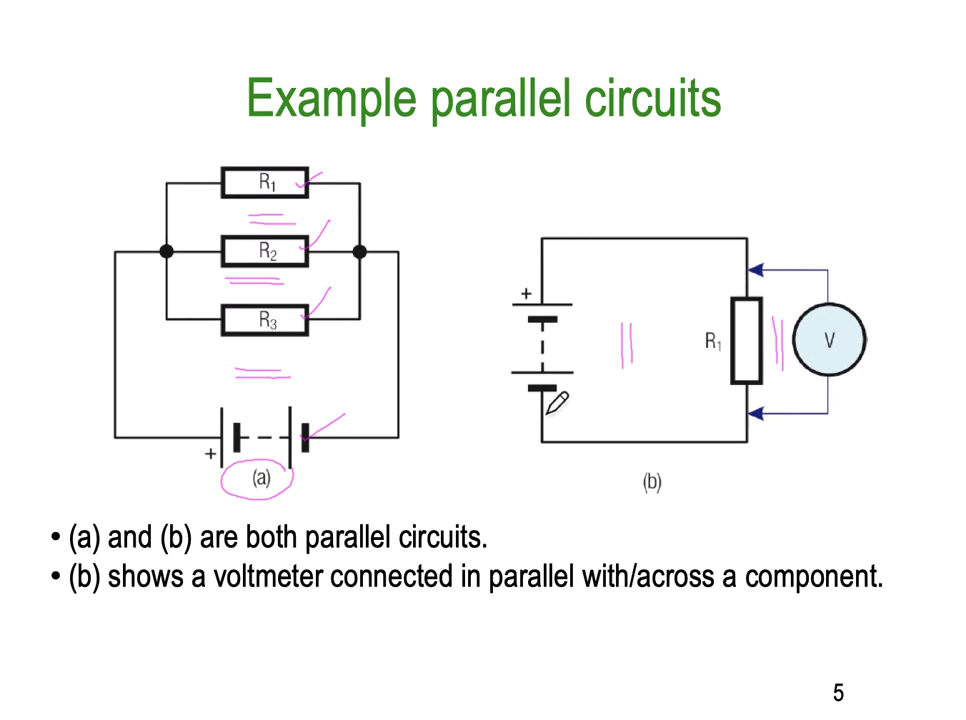 Example parallel circuits
R1
R2
R3
+
(a)
+
R1
V
(b)
• (a) and (b) are both parallel circuits.
• (b) shows a voltmeter connected in parallel with/across a component.
5